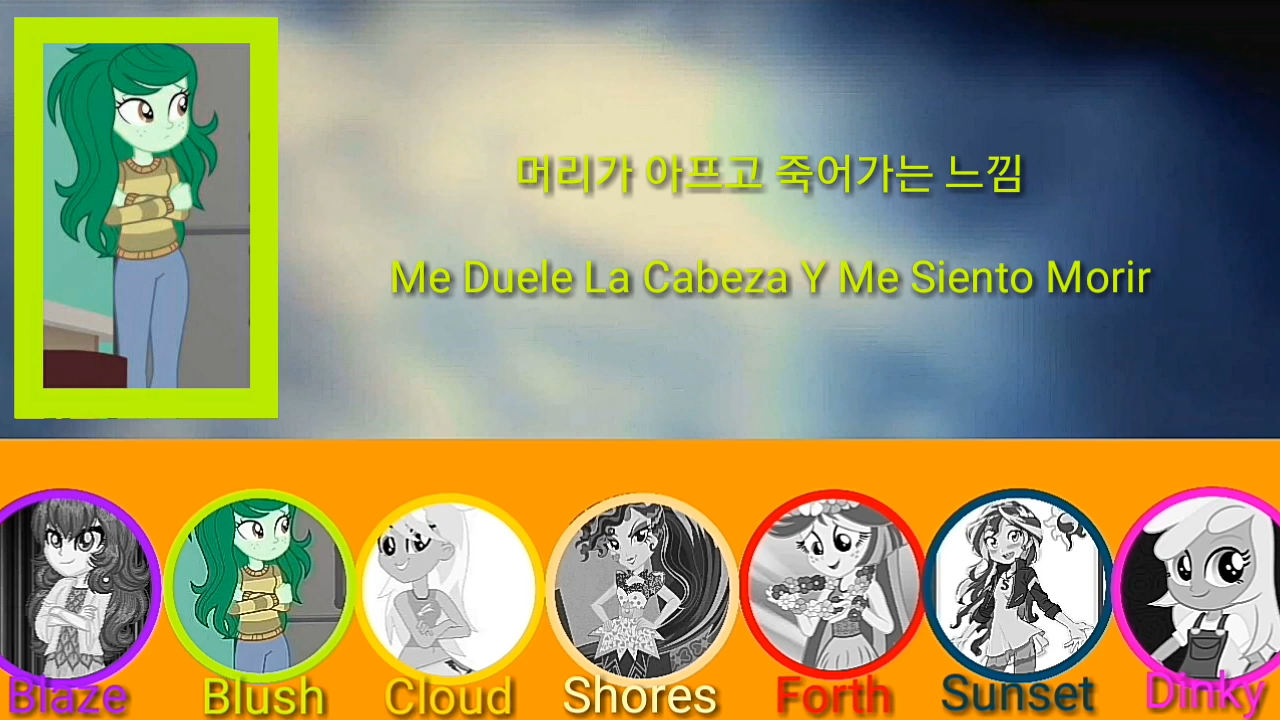 머리가 아프고 죽어가는 느낌
Me Duele La Cabeza Y Me Siento Morir
Blaze Blush Cloud Shores Forth Sunset Dinky